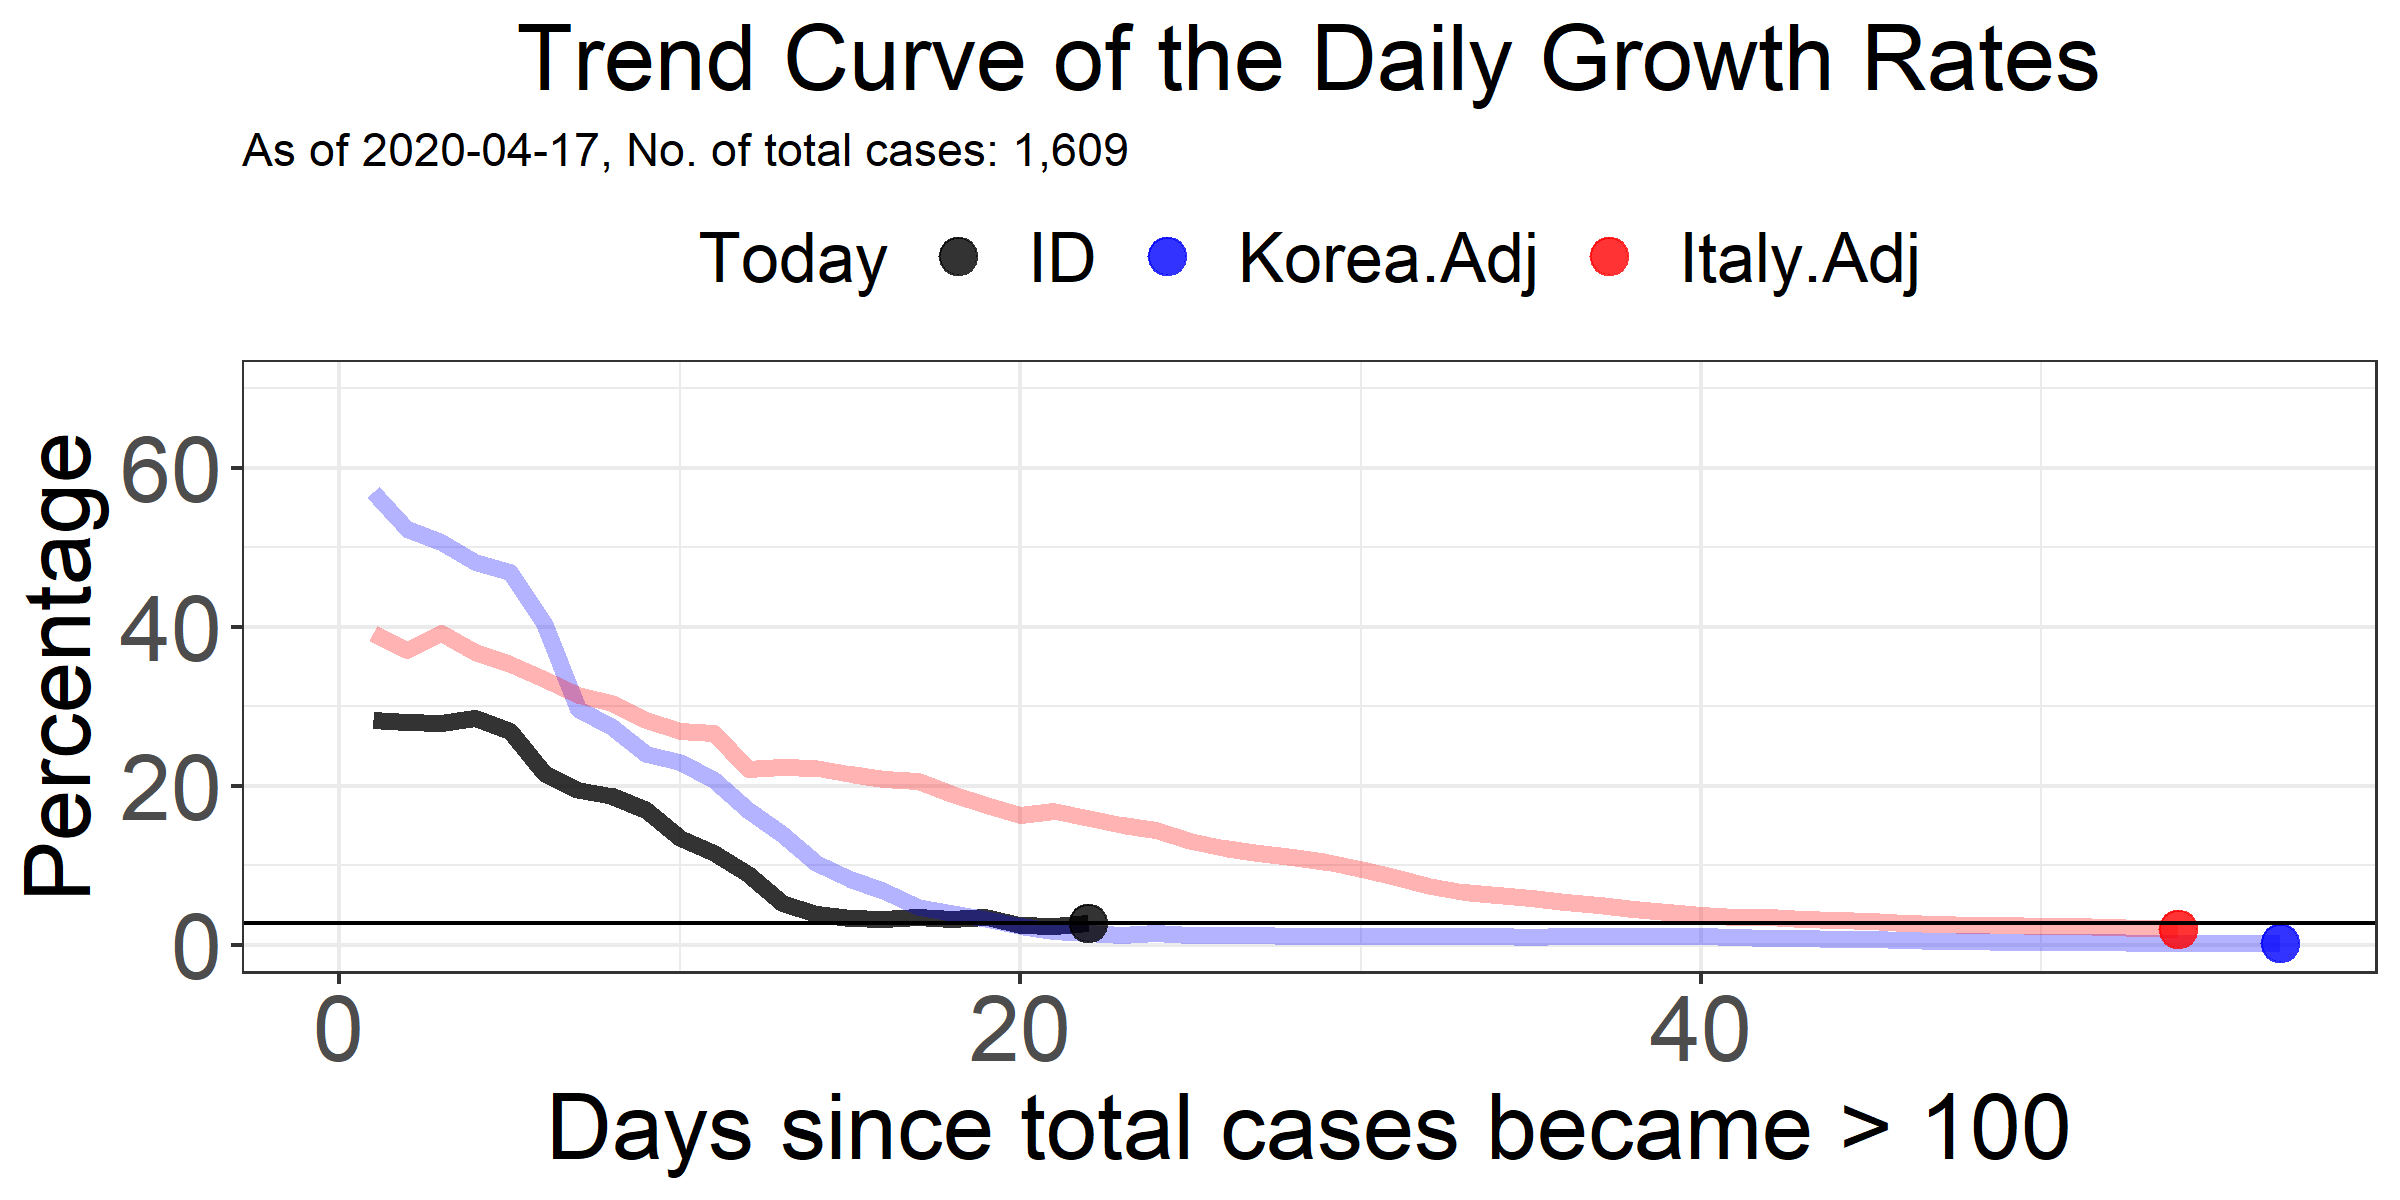 Trend Curve of the Daily Growth Rates
As of 2020-04-17, No. of total cases: 1,609
Today ID Korea.Adj Italy.Adj
Percentage
60
40
20
0
0 20 40
Days since total cases became > 100